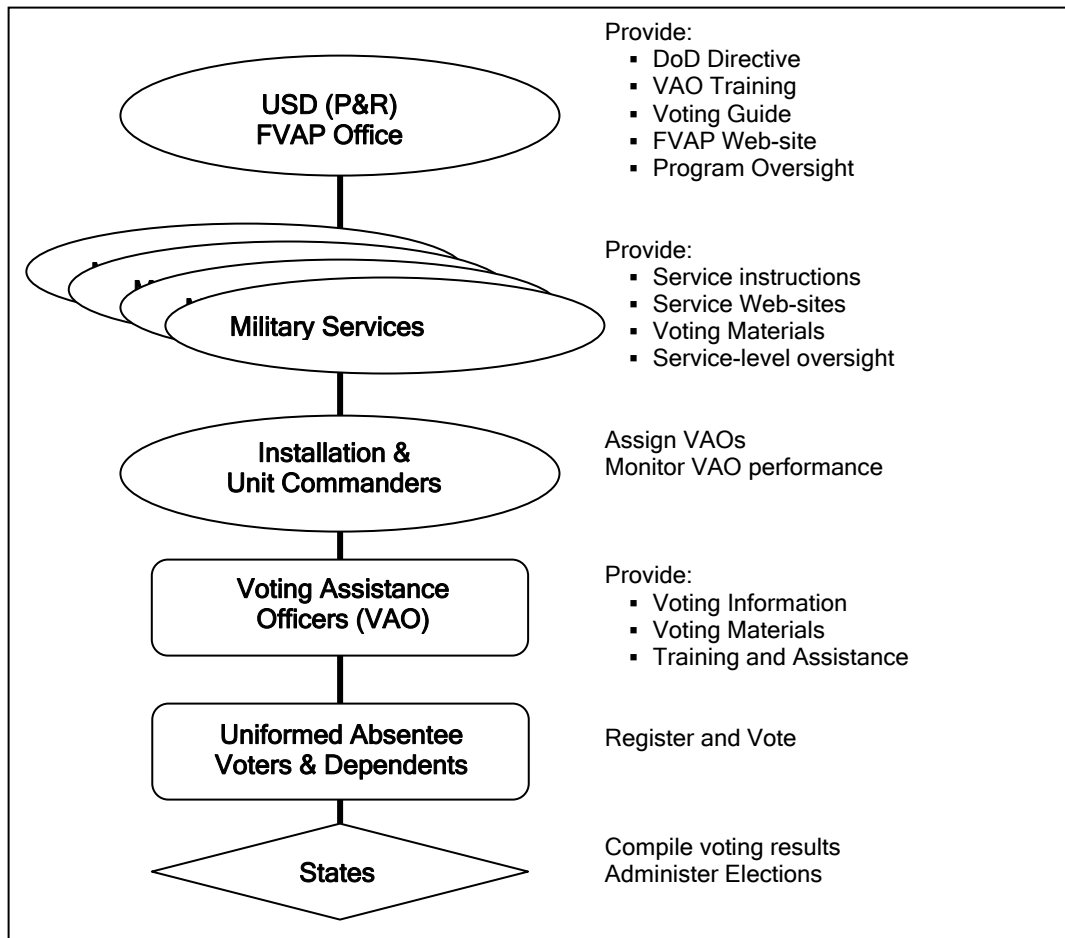 USD (P&R)
FVAP Office
Provide:
▪ DoD Directive
▪ VAO Training
▪ Voting Guide
▪ FVAP Web-site
▪ Program Oversight
Military Services
Provide:
▪ Service instructions
▪ Service Web-sites
▪ Voting Materials
▪ Service-level oversight
Installation &
Unit Commanders
Assign VAOs
Monitor VAO performance
Voting Assistance
Officers (VAO)
Provide:
▪ Voting Information
▪ Voting Materials
▪ Training and Assistance
Uniformed Absentee
Voters & Dependents
Register and Vote
States
Compile voting results
Administer Elections